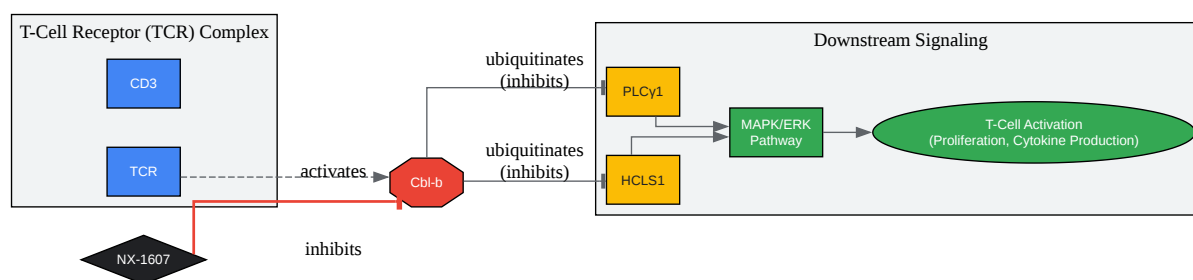 T-Cell Receptor (TCR) Complex
CD3
TCR
activates
Cbl-b
NX-1607
inhibits
ubiquitinates
(inhibits)
ubiquitinates
(inhibits)
Downstream Signaling
PLCγ1
HCLS1
MAPK/ERK
Pathway
T-Cell Activation
(Proliferation, Cytokine Production)